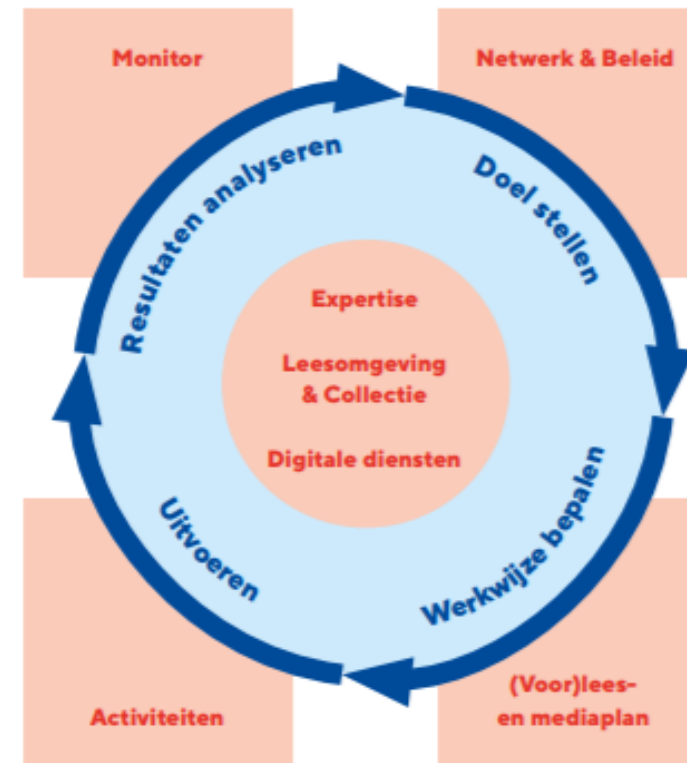 Monitor
Netwerk & Beleid
Resultaten analyseren
Doel stellen
Expertise
Leesomgeving
& Collectie
Digitale diensten
Uitvoeren
Werkwijze bepalen
Activiteiten
(Voor)lees-
en mediaplan